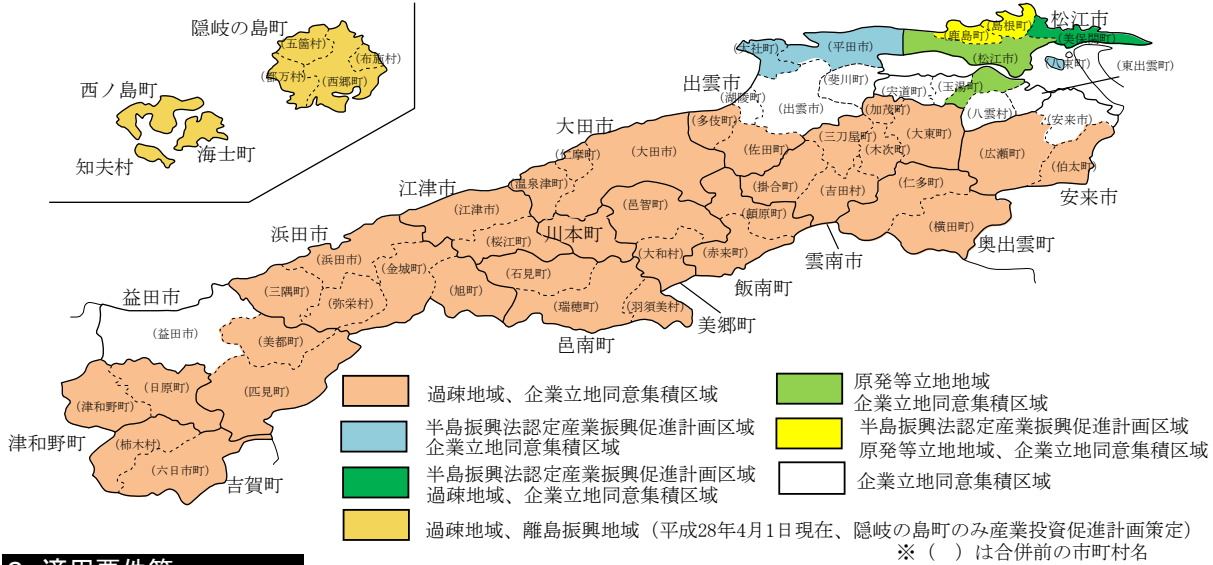 隠岐の島町
(五箇村)
(布施村)
(都万村)
(西郷町)
西ノ島町
海士町
知夫村
松江市
(島根町)
(鹿島町)
(美保関町)
(松江市)
(八束町)
(東出雲町)
(大社町)
(平田市)
出雲市
(斐川町)
(湖陵町)
(出雲市)
(宍道町)
(玉湯町)
(八雲村)
(安来市)
(多伎町)
(佐田町)
(加茂町)
(三刀屋町)
(大東町)
(木次町)
(広瀬町)
(伯太町)
安来市
大田市
(仁摩町)
(大田市)
(温泉津町)
(掛合町)
(吉田村)
(仁多町)
(横田町)
奥出雲町
江津市
(江津市)
(桜江町)
川本町
(邑智町)
(頓原町)
(大和村)
(赤来町)
雲南市
飯南町
浜田市
(浜田市)
(金城町)
(三隅町)
(弥栄村)
(旭町)
(石見町)
(瑞穂町)
(羽須美村)
美郷町
邑南町
益田市
(益田市)
(美都町)
(匹見町)
(日原町)
(津和野町)
津和野町
(柿木村)
(六日市町)
吉賀町
過疎地域、企業立地同意集積区域
半島振興法認定産業振興促進計画区域
企業立地同意集積区域
半島振興法認定産業振興促進計画区域
過疎地域、企業立地同意集積区域
過疎地域、離島振興地域（平成28年4月1日現在、隠岐の島町のみ産業投資促進計画策定）
原発等立地地域
企業立地同意集積区域
半島振興法認定産業振興促進計画区域
原発等立地地域、企業立地同意集積区域
企業立地同意集積区域
※（　）は合併前の市町村名